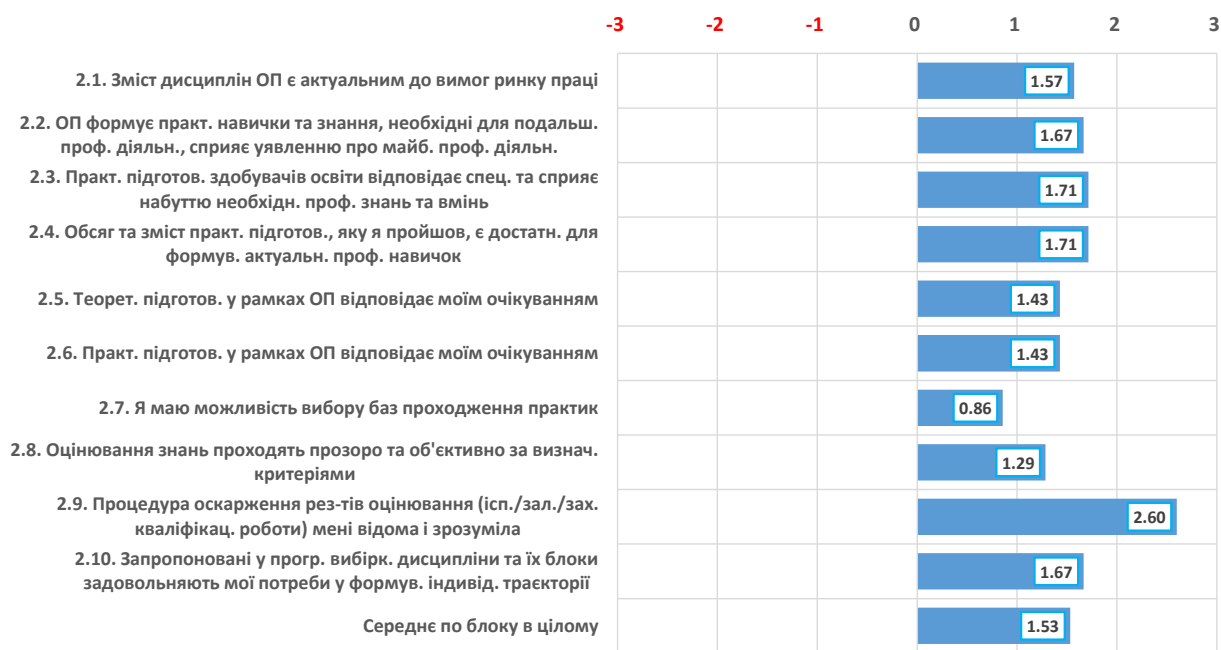 -3 -2 -1 0 1 2 3
2.1. Зміст дисциплін ОП є актуальним до вимог ринку праці
1.57
2.2. ОП формує практ. навички та знання, необхідні для подальш.
проф. діяльн., сприяє уявленню про майб. проф. діяльн.
1.67
2.3. Практ. підготов. здобувачів освіти відповідає спец. та сприяє
набуттю необхідн. проф. знань та вмінь
1.71
2.4. Обсяг та зміст практ. підготов., яку я пройшов, є достатн. для
формув. актуальн. проф. навичок
1.71
2.5. Теорет. підготов. у рамках ОП відповідає моїм очікуванням
1.43
2.6. Практ. підготов. у рамках ОП відповідає моїм очікуванням
1.43
2.7. Я маю можливість вибору баз проходження практик
0.86
2.8. Оцінювання знань проходять прозоро та об'єктивно за визнач.
критеріями
1.29
2.9. Процедура оскарження рез-тів оцінювання (ісп./зал./зах.
кваліфікац. роботи) мені відома і зрозуміла
2.60
2.10. Запропоновані у прогр. вибірк. дисципліни та їх блоки
задовольняють мої потреби у формув. індивід. траєкторії
1.67
Середнє по блоку в цілому
1.53